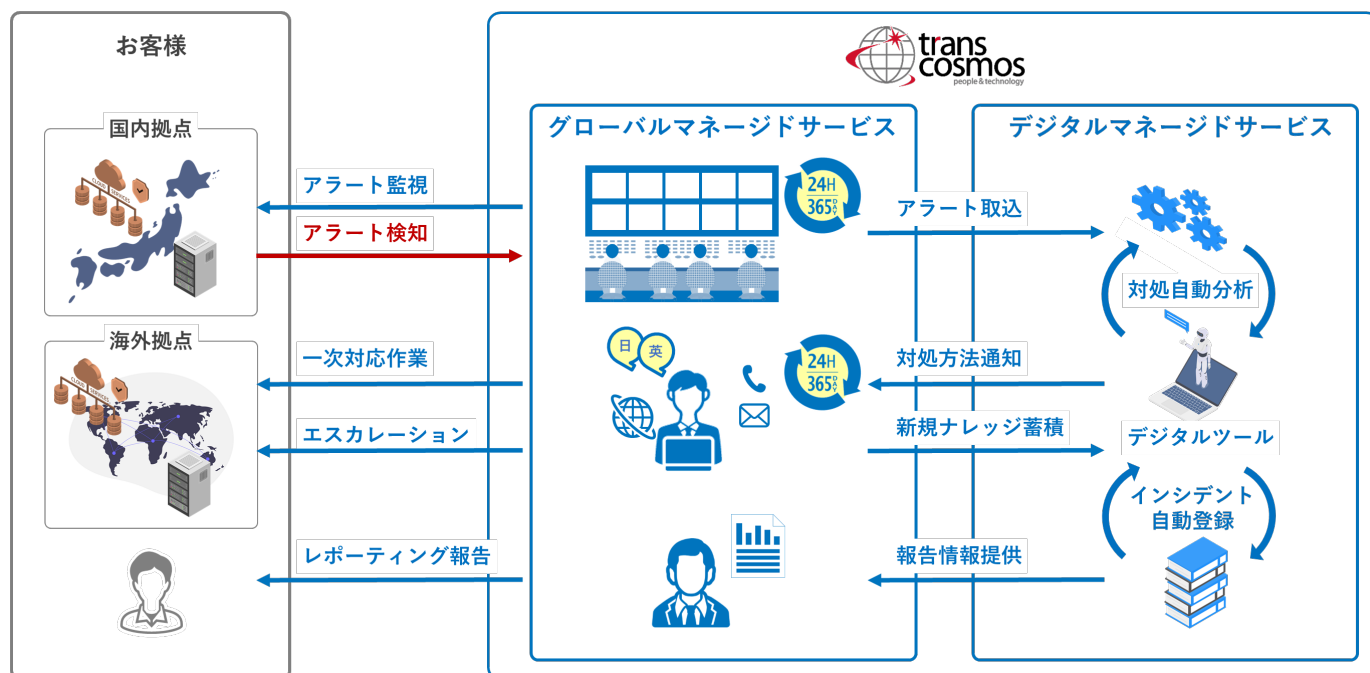 お客様
trans
cosmos
people & technology
国内拠点
CLOUD SERVICES
海外拠点
CLOUD SERVICES
アラート監視
アラート検知
一次対応作業
エスカレーション
レポーティング報告
グローバルマネージドサービス
24H
365DAY
日
英
24H
365DAY
アラート取込
対処方法通知
新規ナレッジ蓄積
報告情報提供
デジタルマネージドサービス
対処自動分析
デジタルツール
インシデント
自動登録